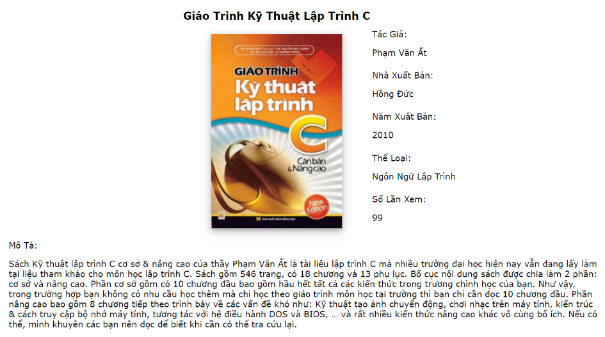 Giáo Trình Kỹ Thuật Lập Trình C
GIÁO TRÌNH
Kỹ thuật
lập trình
C
Căn bản
& Nâng cao
New
Edition
Tác Giả:
Phạm Văn Ất
Nhà Xuất Bản:
Hồng Đức
Năm Xuất Bản:
2010
Thể Loại:
Ngôn Ngữ Lập Trình
Số Lần Xem:
99
Mô Tả:
Sách Kỹ thuật lập trình C cơ sở & nâng cao của thầy Phạm Văn Ất là tài liệu lập trình C mà nhiều trường đại học hiện nay vẫn đang lấy làm
tại liệu tham khảo cho môn học lập trình C. Sách gồm 546 trang, có 18 chương và 13 phụ lục. Bố cục nội dung sách được chia làm 2 phần:
cơ sở và nâng cao. Phần cơ sở gồm có 10 chương đầu bao gồm hầu hết tất cả các kiến thức trong trương chình học của bạn. Như vậy,
trong trường hợp bạn không có nhu cầu học thêm mà chỉ học theo giáo trình môn học tại trường thì bạn chỉ cần đọc 10 chương đầu. Phần
nâng cao bao gồm 8 chương tiếp theo trình bày về các vấn đề khó như: Kỹ thuật tạo ảnh chuyển động, chơi nhạc trên máy tính, kiến trúc
& cách truy cập bộ nhớ máy tính, tương tác với hệ điều hành DOS và BIOS, ... và rất nhiều kiến thức nâng cao khác vô cùng bổ ích. Nếu có
thể, mình khuyên các bạn nên đọc để biết khi cần có thể tra cứu lại.